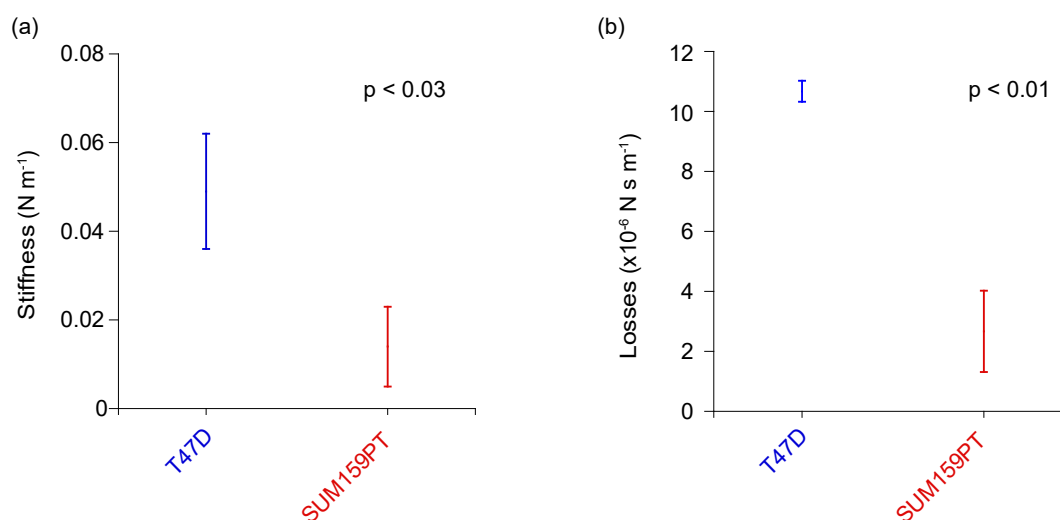 (a)
0.08
0.06
0.04
0.02
0
Stiffness (N m⁻¹)
p < 0.03
T47D
SUM159PT
(b)
12
10
8
6
4
2
0
Losses (x10⁻⁶ N s m⁻¹)
p < 0.01
T47D
SUM159PT